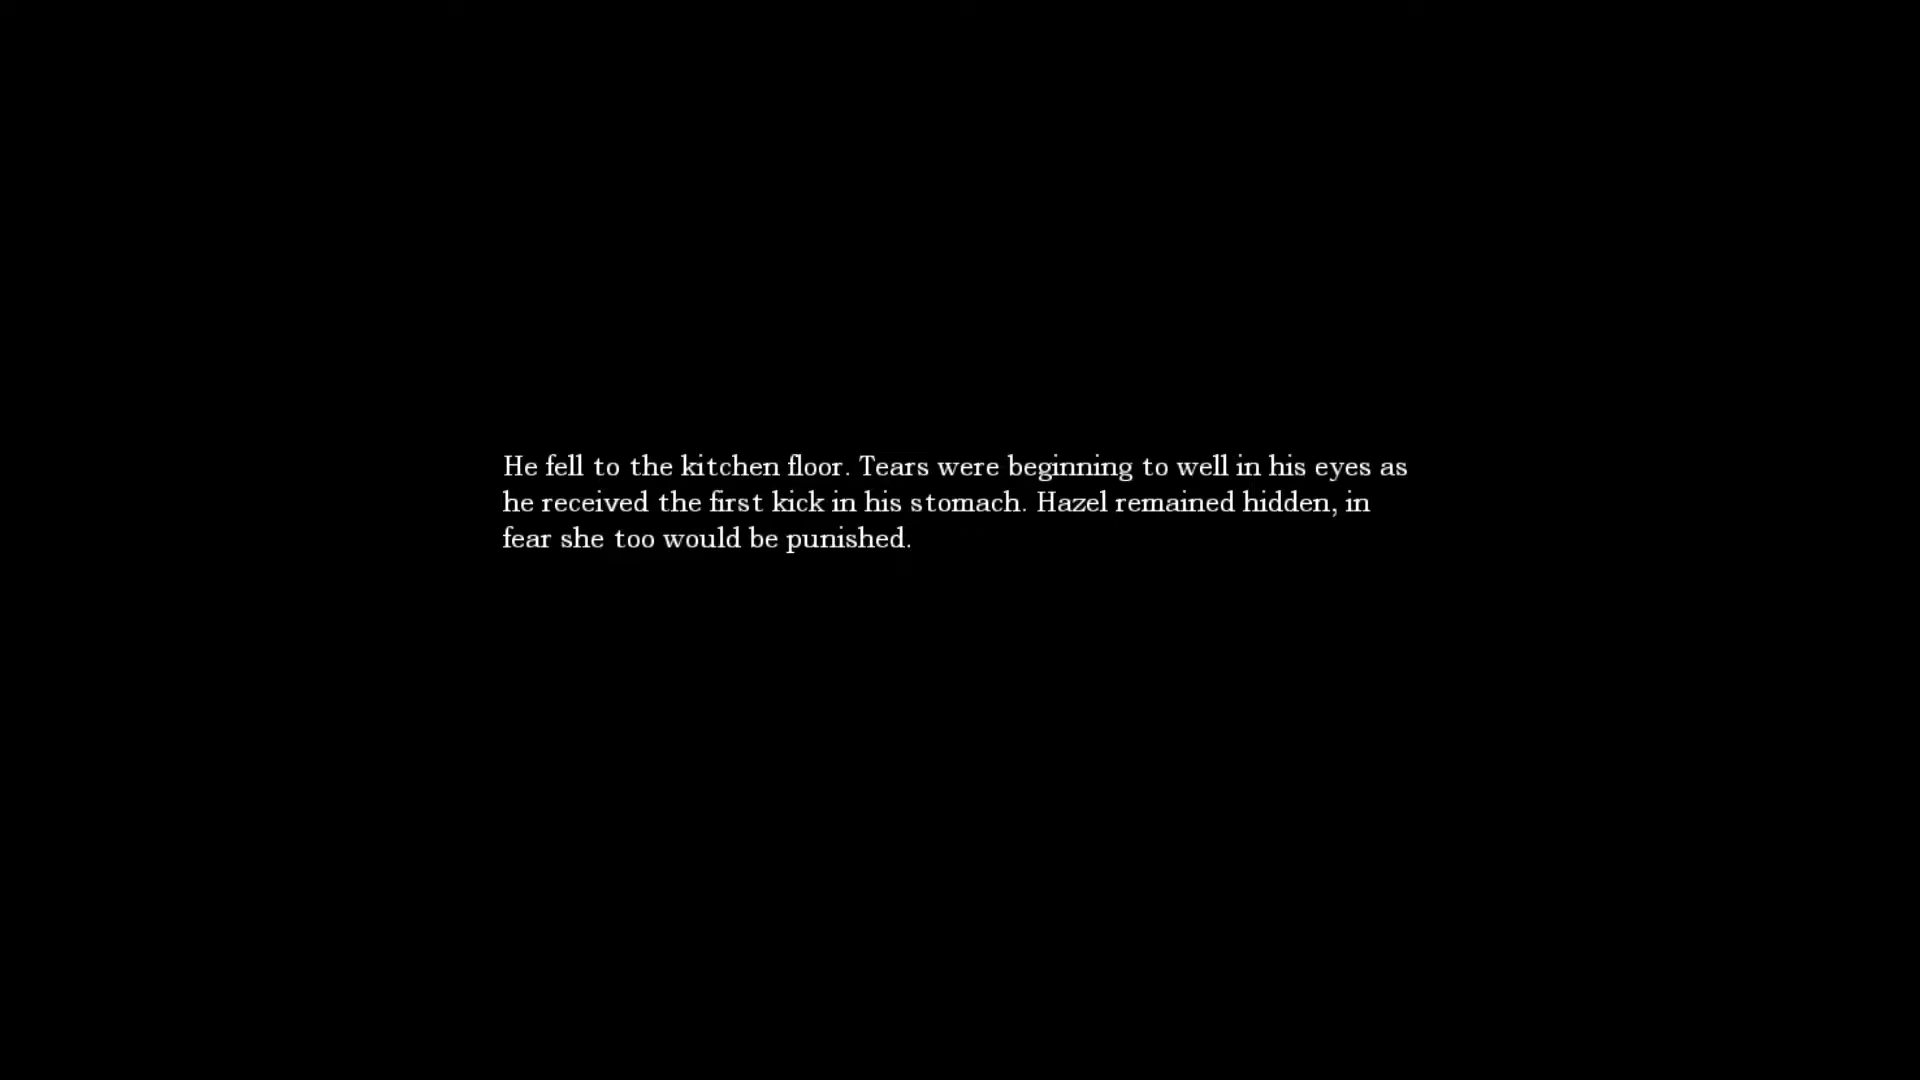 He fell to the kitchen floor. Tears were beginning to well in his eyes as
he received the first kick in his stomach. Hazel remained hidden, in
fear she too would be punished.